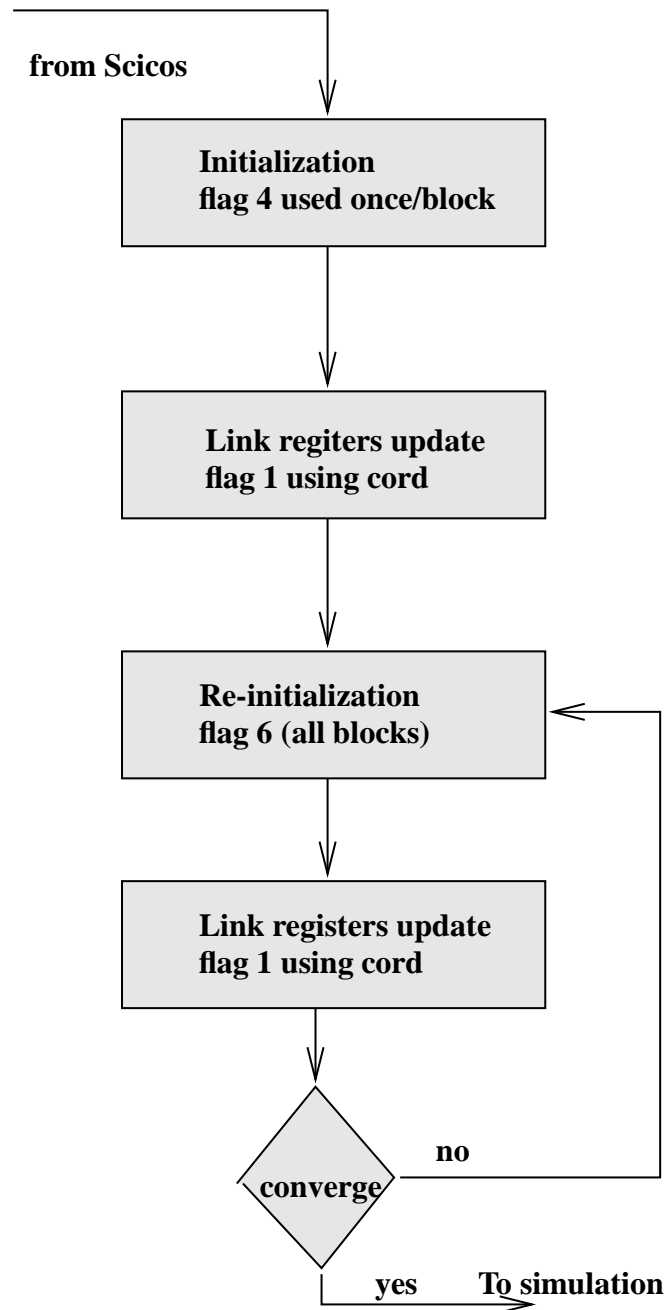 from Scicos
Initialization
flag 4 used once/block
Link regiters update
flag 1 using cord
Re-initialization
flag 6 (all blocks)
Link registers update
flag 1 using cord
no
converge
yes To simulation